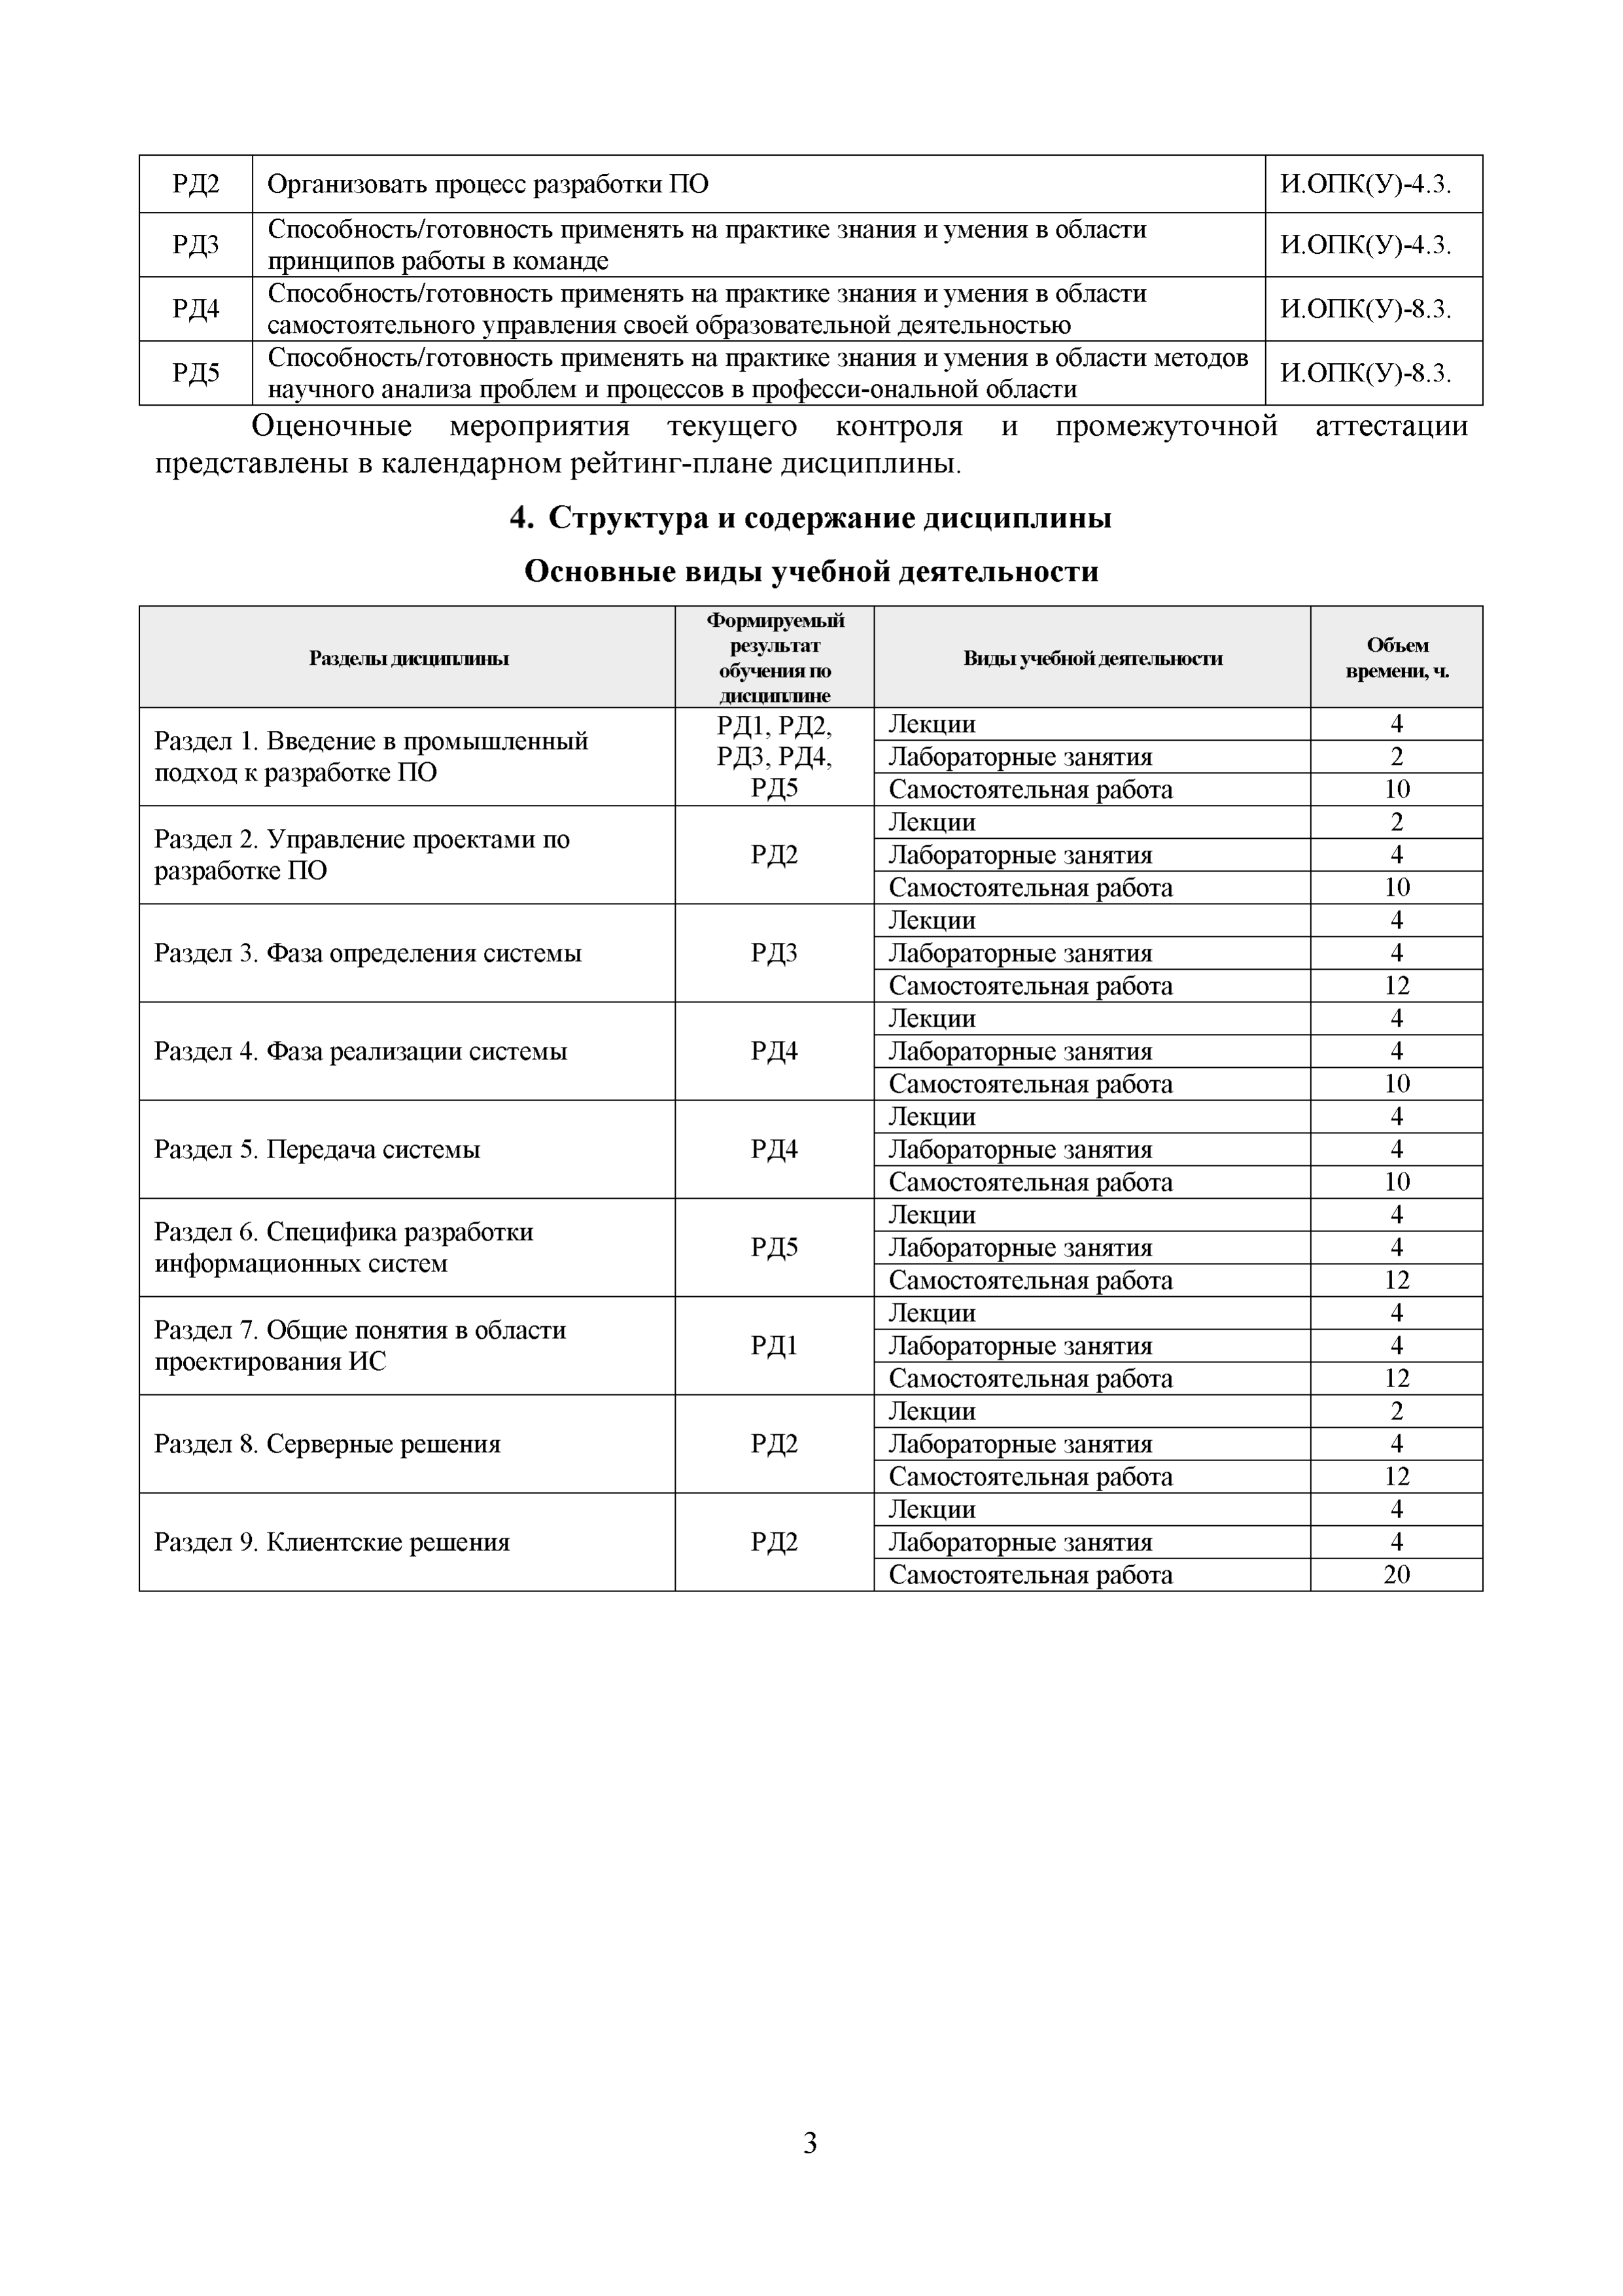 РД2 Организовать процесс разработки ПО И.ОПК(У)-4.3.
РД3 Способность/готовность применять на практике знания и умения в области
принципов работы в команде И.ОПК(У)-4.3.
РД4 Способность/готовность применять на практике знания и умения в области
самостоятельного управления своей образовательной деятельностью И.ОПК(У)-8.3.
РД5 Способность/готовность применять на практике знания и умения в области методов
научного анализа проблем и процессов в професси-ональной области И.ОПК(У)-8.3.
Оценочные мероприятия текущего контроля и промежуточной аттестации
представлены в календарном рейтинг-плане дисциплины.
4. Структура и содержание дисциплины
Основные виды учебной деятельности
Разделы дисциплины
Формируемый
результат
обучения по
дисциплине
Виды учебной деятельности
Объем
времени, ч.
Раздел 1. Введение в промышленный
подход к разработке ПО
РД1, РД2,
РД3, РД4,
РД5
Лекции 4
Лабораторные занятия 2
Самостоятельная работа 10
Раздел 2. Управление проектами по
разработке ПО
РД2
Лекции 2
Лабораторные занятия 4
Самостоятельная работа 10
Раздел 3. Фаза определения системы
РД3
Лекции 4
Лабораторные занятия 4
Самостоятельная работа 12
Раздел 4. Фаза реализации системы
РД4
Лекции 4
Лабораторные занятия 4
Самостоятельная работа 10
Раздел 5. Передача системы
РД4
Лекции 4
Лабораторные занятия 4
Самостоятельная работа 10
Раздел 6. Специфика разработки
информационных систем
РД5
Лекции 4
Лабораторные занятия 4
Самостоятельная работа 12
Раздел 7. Общие понятия в области
проектирования ИС
РД1
Лекции 4
Лабораторные занятия 4
Самостоятельная работа 12
Раздел 8. Серверные решения
РД2
Лекции 2
Лабораторные занятия 4
Самостоятельная работа 12
Раздел 9. Клиентские решения
РД2
Лекции 4
Лабораторные занятия 4
Самостоятельная работа 20
3